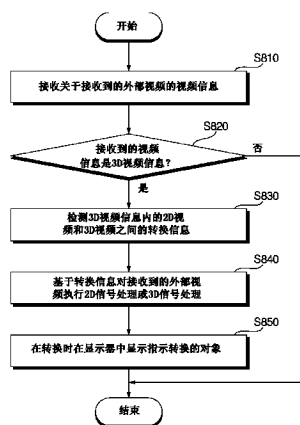 开始
S810
接收关于接收到的外部视频的视频信息
S820
接收到的视频
信息是3D视频信息?
否
是
S830
检测3D视频信息内的2D视
频和3D视频之间的转换信息
S840
基于转换信息对接收到的外部视
频执行2D信号处理或3D信号处理
S850
在转换时在显示器中显示指示转换的对象
结束